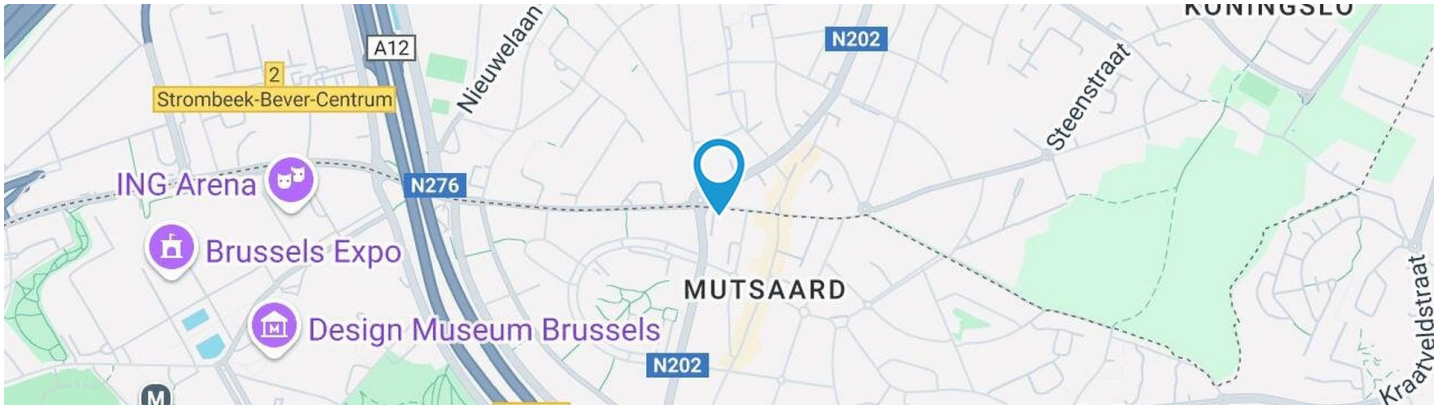 KONINGSLO
N202
A12
Nieuwelaan
2
Strombeek-Bever-Centrum
Steenstraat
ING Arena
N276
Brussels Expo
MUTSAARD
Design Museum Brussels
N202
Kraatveldstraat
M